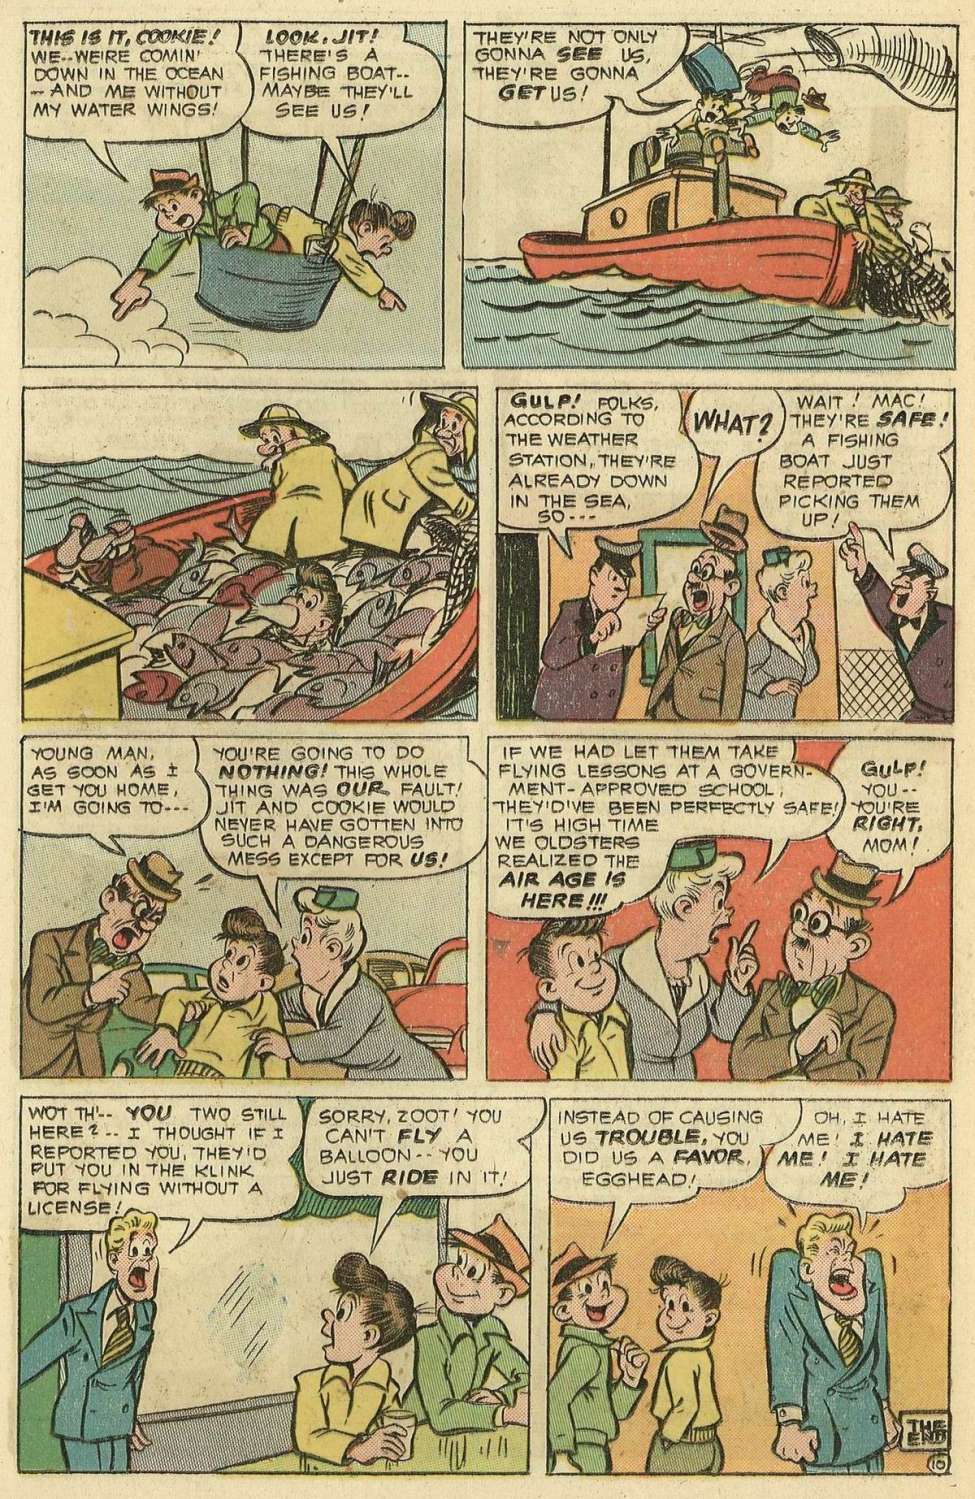 THIS IS IT, COOKIE!
WE--WE'RE COMIN'
DOWN IN THE OCEAN
--AND ME WITHOUT
MY WATER WINGS!
LOOK, JIT!
THERE'S A
FISHING BOAT--
MAYBE THEY'LL
SEE US!
THEY'RE NOT ONLY
GONNA SEE US,
THEY'RE GONNA
GET US!
GULP! FOLKS,
ACCORDING TO
THE WEATHER
STATION, THEY'RE
ALREADY DOWN
IN THE SEA,
SO---
WHAT?
WAIT! MAC!
THEY'RE SAFE!
A FISHING
BOAT JUST
REPORTED
PICKING THEM
UP!
YOUNG MAN,
AS SOON AS I
GET YOU HOME,
I'M GOING TO---
YOU'RE GOING TO DO
NOTHING! THIS WHOLE
THING WAS OUR FAULT!
JIT AND COOKIE WOULD
NEVER HAVE GOTTEN INTO
SUCH A DANGEROUS
MESS EXCEPT FOR US!
IF WE HAD LET THEM TAKE
FLYING LESSONS AT A GOVERN-
MENT-APPROVED SCHOOL,
THEY'D'VE BEEN PERFECTLY SAFE!
IT'S HIGH TIME
WE OLDSTERS
REALIZED THE
AIR AGE IS
HERE!!!
GULP!
YOU--
YOU'RE
RIGHT,
MOM!
WOT TH'-- YOU TWO STILL
HERE?-- I THOUGHT IF I
REPORTED YOU, THEY'D
PUT YOU IN THE KLINK
FOR FLYING WITHOUT A
LICENSE!
SORRY, ZOOT! YOU
CAN'T FLY A
BALLOON--YOU
JUST RIDE IN IT!
INSTEAD OF CAUSING
US TROUBLE, YOU
DID US A FAVOR,
EGGHEAD!
OH, I HATE
ME! I HATE
ME! I HATE
ME!
THE
END
10